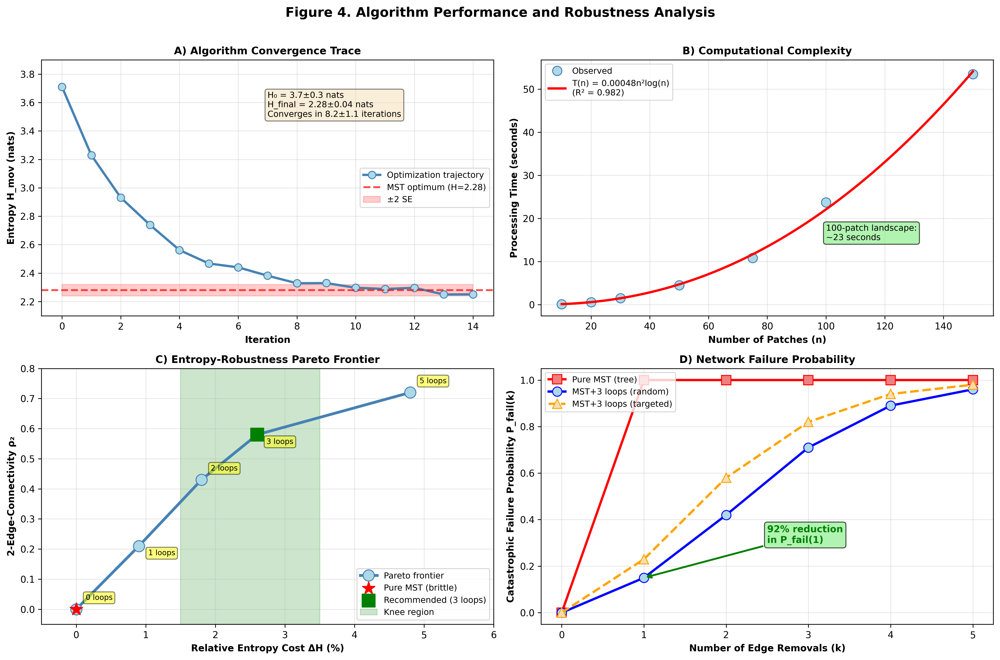 Figure 4. Algorithm Performance and Robustness Analysis
A) Algorithm Convergence Trace
Entropy H_mov (nats)
3.8
3.6
3.4
3.2
3.0
2.8
2.6
2.4
2.2
H₀ = 3.7±0.3 nats
H_final = 2.28±0.04 nats
Converges in 8.2±1.1 iterations
Optimization trajectory
MST optimum (H=2.28)
±2 SE
0 2 4 6 8 10 12 14
Iteration
B) Computational Complexity
Processing Time (seconds)
50
40
30
20
10
0
Observed
T(n) = 0.00048n²log(n)
(R² = 0.982)
100-patch landscape:
~23 seconds
20 40 60 80 100 120 140
Number of Patches (n)
C) Entropy-Robustness Pareto Frontier
2-Edge-Connectivity ρ₂
0.8
0.7
0.6
0.5
0.4
0.3
0.2
0.1
0.0
5 loops
3 loops
2 loops
1 loops
0 loops
Pareto frontier
Pure MST (brittle)
Recommended (3 loops)
Knee region
0 1 2 3 4 5 6
Relative Entropy Cost ΔH (%)
D) Network Failure Probability
Catastrophic Failure Probability P_fail(k)
1.0
0.8
0.6
0.4
0.2
0.0
Pure MST (tree)
MST+3 loops (random)
MST+3 loops (targeted)
92% reduction
in P_fail(1)
0 1 2 3 4 5
Number of Edge Removals (k)